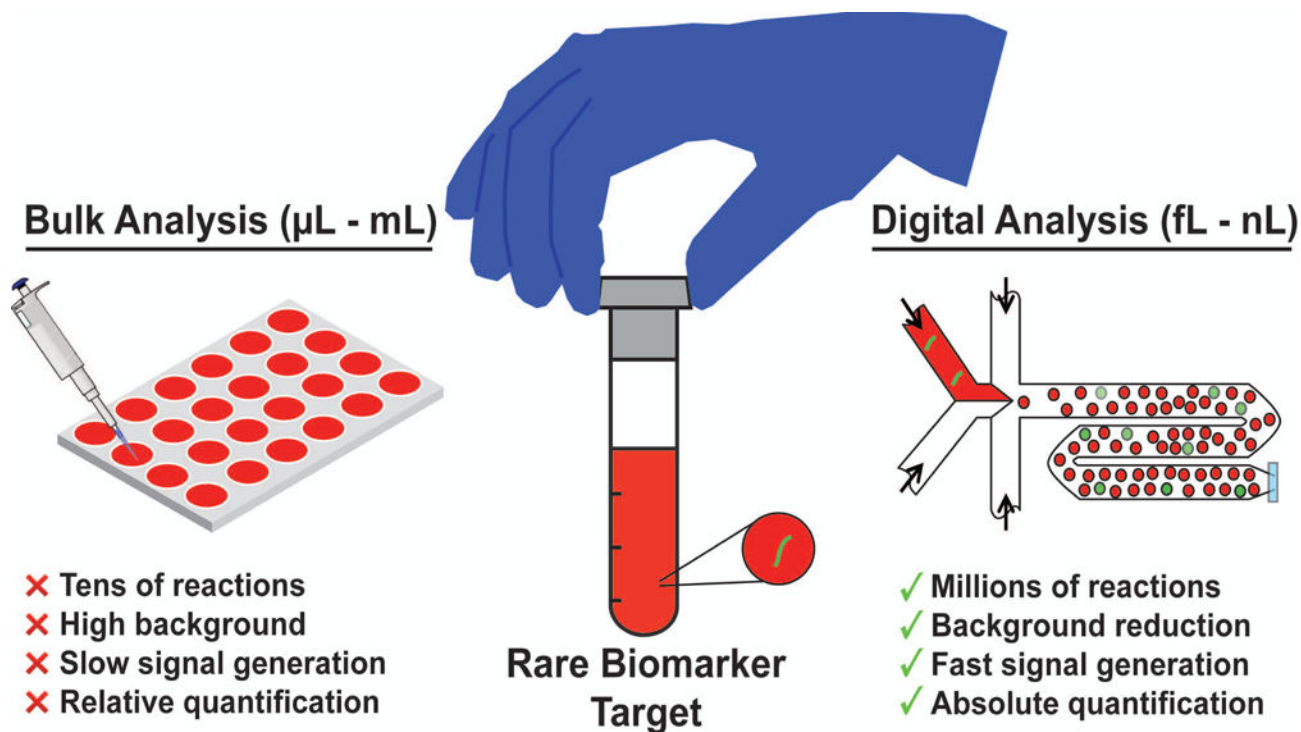 Bulk Analysis (µL - mL)
✗ Tens of reactions
✗ High background
✗ Slow signal generation
✗ Relative quantification
Rare Biomarker
Target
Digital Analysis (fL - nL)
✓ Millions of reactions
✓ Background reduction
✓ Fast signal generation
✓ Absolute quantification